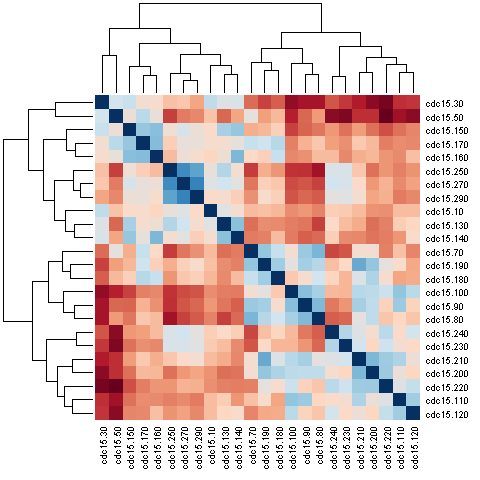 cdc15.30
cdc15.50
cdc15.150
cdc15.170
cdc15.160
cdc15.250
cdc15.270
cdc15.290
cdc15.10
cdc15.130
cdc15.140
cdc15.70
cdc15.190
cdc15.180
cdc15.100
cdc15.90
cdc15.80
cdc15.240
cdc15.230
cdc15.210
cdc15.200
cdc15.220
cdc15.110
cdc15.120
cdc15.30
cdc15.50
cdc15.150
cdc15.170
cdc15.160
cdc15.250
cdc15.270
cdc15.290
cdc15.10
cdc15.130
cdc15.140
cdc15.70
cdc15.190
cdc15.180
cdc15.100
cdc15.90
cdc15.80
cdc15.240
cdc15.230
cdc15.210
cdc15.200
cdc15.220
cdc15.110
cdc15.120